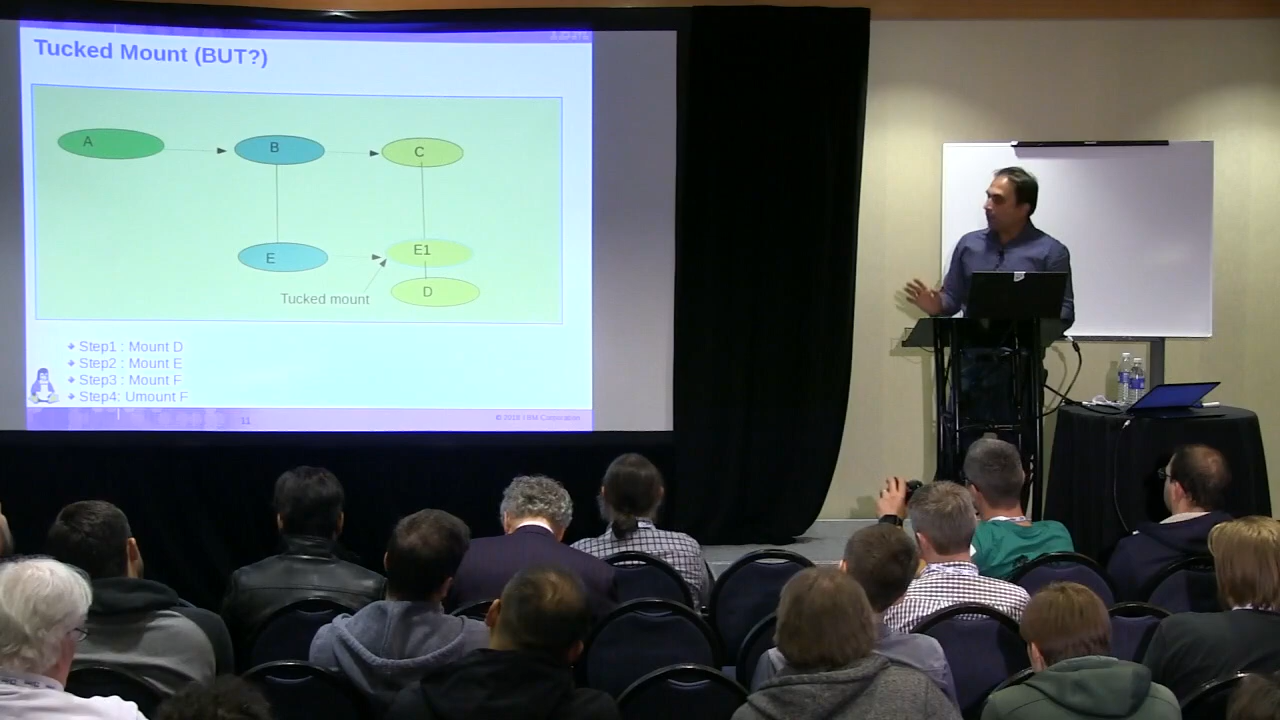 Tucked Mount (BUT?)
A
B
C
E
E1
D
Tucked mount
Step1 : Mount D
Step2 : Mount E
Step3 : Mount F
Step4: Umount F
11
© 2018 IBM Corporation